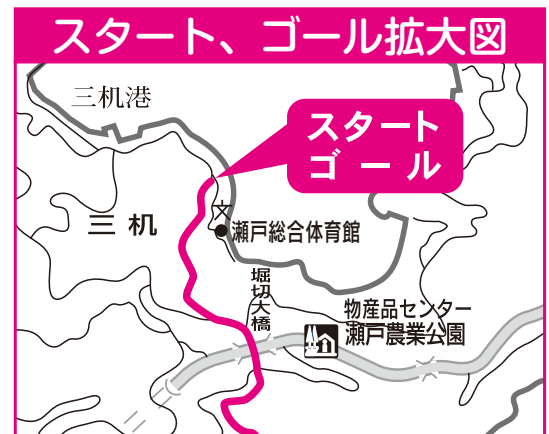 スタート、ゴール拡大図
三机港
スタート
ゴール
三机
文
瀬戸総合体育館
堀切大橋
物産品センター
瀬戸農業公園